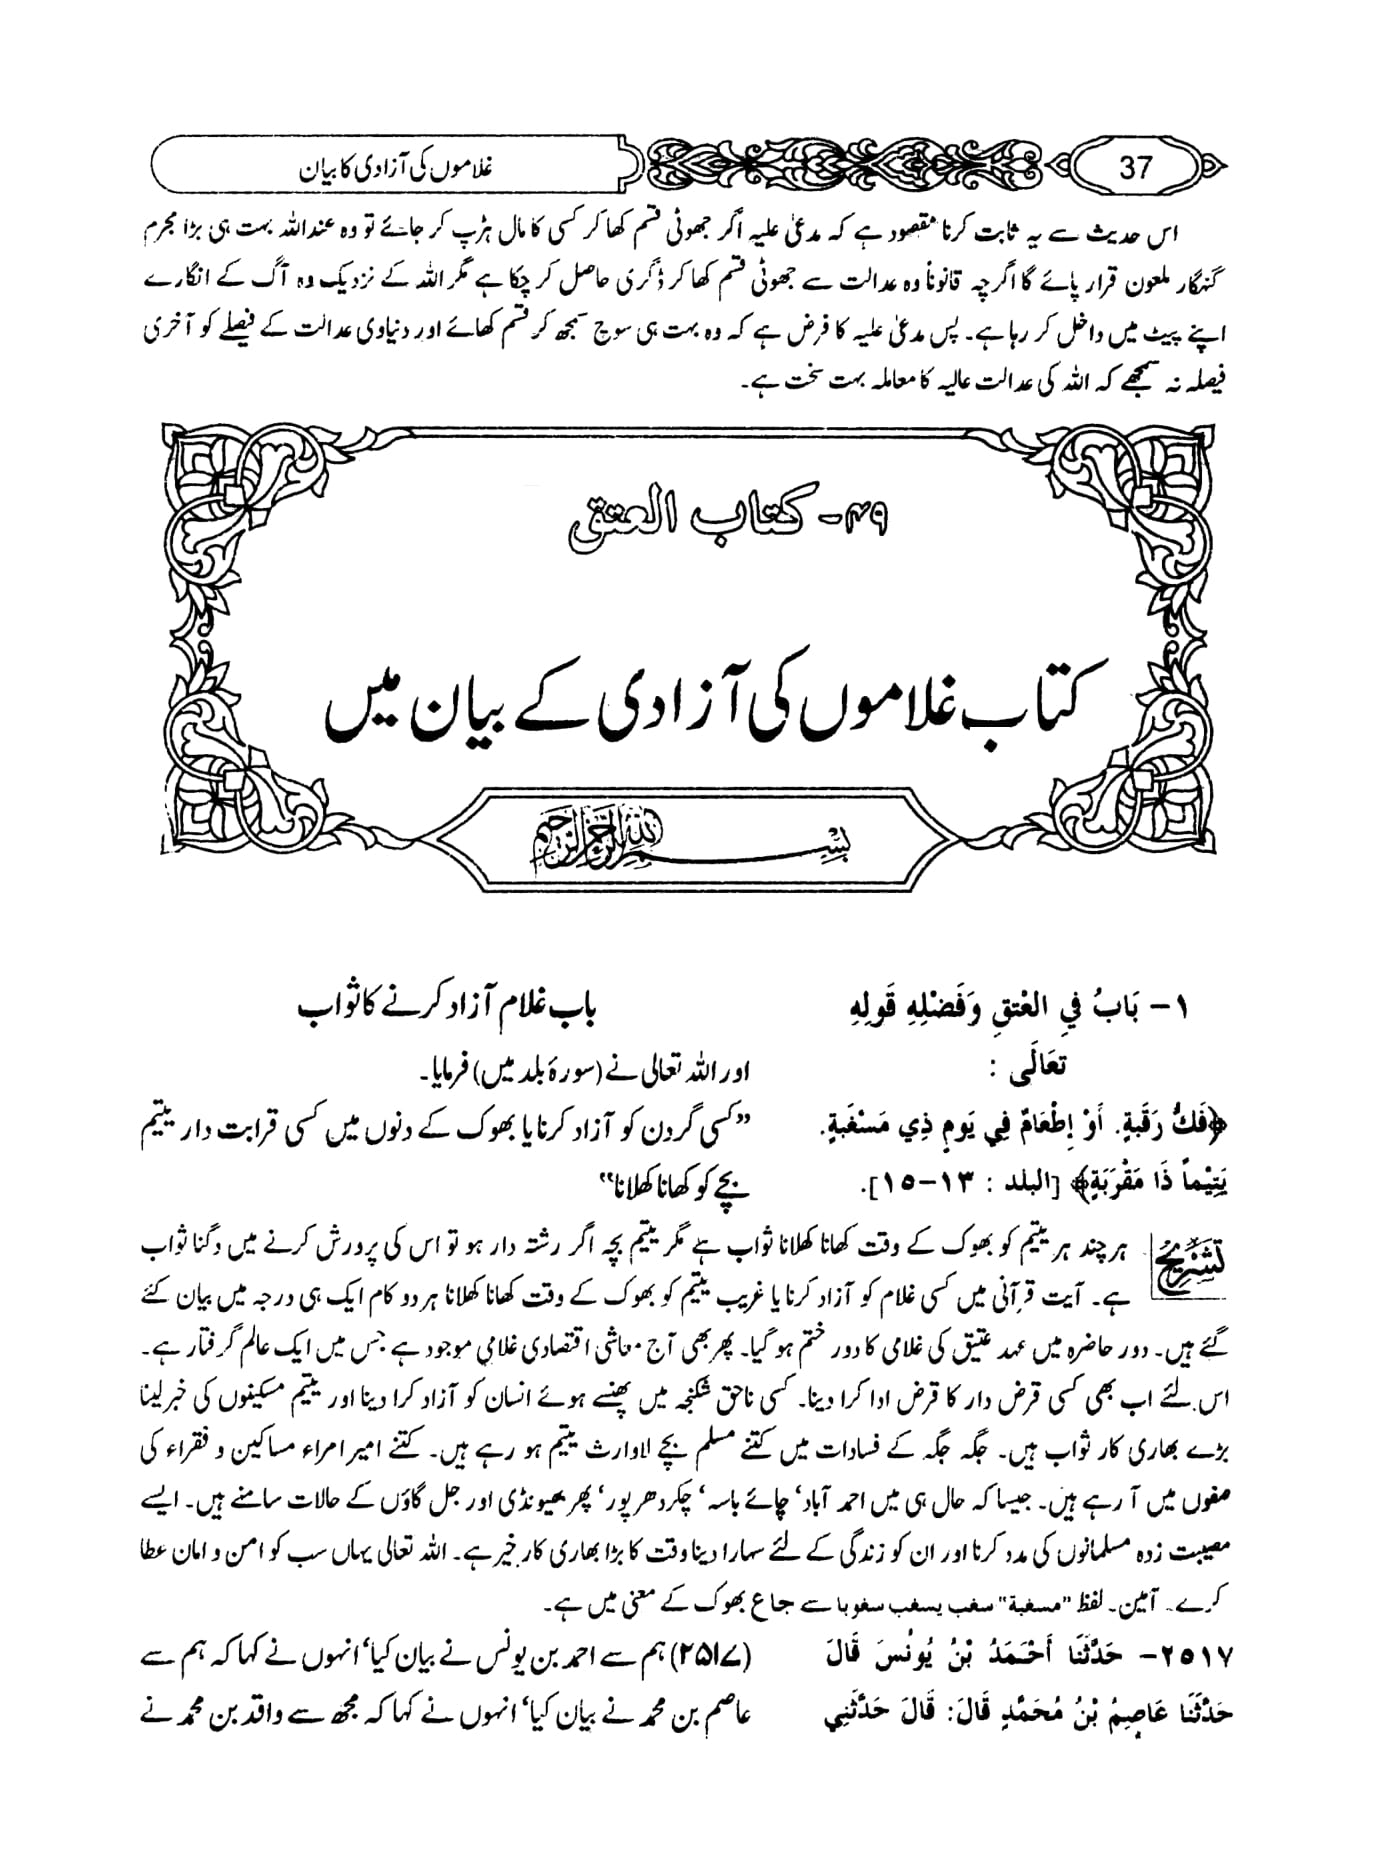 37
غلاموں کی آزادی کا بیان
اس حدیث سے یہ ثابت کرنا مقصود ہے کہ مدعیٰ علیہ اگر جھوٹی قسم کھا کر کسی کا مال ہڑپ کر جائے تو وہ عنداللہ بہت ہی بڑا مجرم
گنہگار ملعون قرار پائے گا اگرچہ قانوناً وہ عدالت سے جھوٹی قسم کھا کر ڈگری حاصل کر چکا ہے مگر اللہ کے نزدیک وہ آگ کے انگارے
اپنے پیٹ میں داخل کر رہا ہے۔ پس مدعیٰ علیہ کا فرض ہے کہ وہ بہت ہی سوچ سمجھ کر قسم کھائے اور دنیاوی عدالت کے فیصلے کو آخری
فیصلہ نہ سمجھے کہ اللہ کی عدالت عالیہ کا معاملہ بہت سخت ہے۔
۴۹- كتاب العتق
کتاب غلاموں کی آزادی کے بیان میں
بسم الله الرحمن الرحيم
١- بَابُ فِي الْعِتْقِ وَفَضْلِهِ قَولِهِ
تَعَالَى :
﴿فَكُّ رَقَبَةٍ. أَوْ إِطْعَامٌ فِي يَومٍ ذِي مَسْغَبَةٍ.
يَتِيْماً ذَا مَقْرَبَةٍ﴾ [البلد : ١٣-١٥].
باب غلام آزاد کرنے کا ثواب
اور اللہ تعالی نے (سورۂ بلد میں) فرمایا۔
”کسی گردن کو آزاد کرنا یا بھوک کے دنوں میں کسی قرابت دار یتیم
بچے کو کھانا کھلانا“
تشریح ہر چند ہر یتیم کو بھوک کے وقت کھانا کھلانا ثواب ہے مگر یتیم بچہ اگر رشتہ دار ہو تو اس کی پرورش کرنے میں دگنا ثواب
ہے۔ آیت قرآنی میں کسی غلام کو آزاد کرنا یا غریب یتیم کو بھوک کے وقت کھانا کھلانا ہر دو کام ایک ہی درجہ میں بیان کئے
گئے ہیں۔ دور حاضرہ میں عہد عتیق کی غلامی کا دور ختم ہو گیا۔ پھر بھی آج معاشی اقتصادی غلامی موجود ہے جس میں ایک عالم گرفتار ہے۔
اس لئے اب بھی کسی قرض دار کا قرض ادا کرا دینا۔ کسی ناحق شکنجہ میں پھنسے ہوئے انسان کو آزاد کرا دینا اور یتیم مسکینوں کی خبر لینا
بڑے بھاری کار ثواب ہیں۔ جگہ جگہ کے فسادات میں کتنے مسلم بچے لاوارث یتیم ہو رہے ہیں۔ کتنے امیر امراء مساکین و فقراء کی
صفوں میں آ رہے ہیں۔ جیسا کہ حال ہی میں احمد آباد‘ چائے باسہ‘ چکردھرپور‘ پھر بھیونڈی اور جل گاؤں کے حالات سامنے ہیں۔ ایسے
مصیبت زدہ مسلمانوں کی مدد کرنا اور ان کو زندگی کے لئے سہارا دینا وقت کا بڑا بھاری کار خیر ہے۔ اللہ تعالی یہاں سب کو امن و امان عطا
کرے۔ آمین۔ لفظ "مسغبة" سغب یسغب سغوبا سے جاع بھوک کے معنی میں ہے۔
٢٥١٧- حَدَّثَنَا أَحْمَدُ بْنُ يُونُسَ قَالَ
حَدَّثَنَا عَاصِمُ بْنُ مُحَمَّدٍ قَالَ: قَالَ حَدَّثَنِي
(۲۵۱۷) ہم سے احمد بن یونس نے بیان کیا‘ انہوں نے کہا کہ ہم سے
عاصم بن محمد نے بیان کیا‘ انہوں نے کہا کہ مجھ سے واقد بن محمد نے